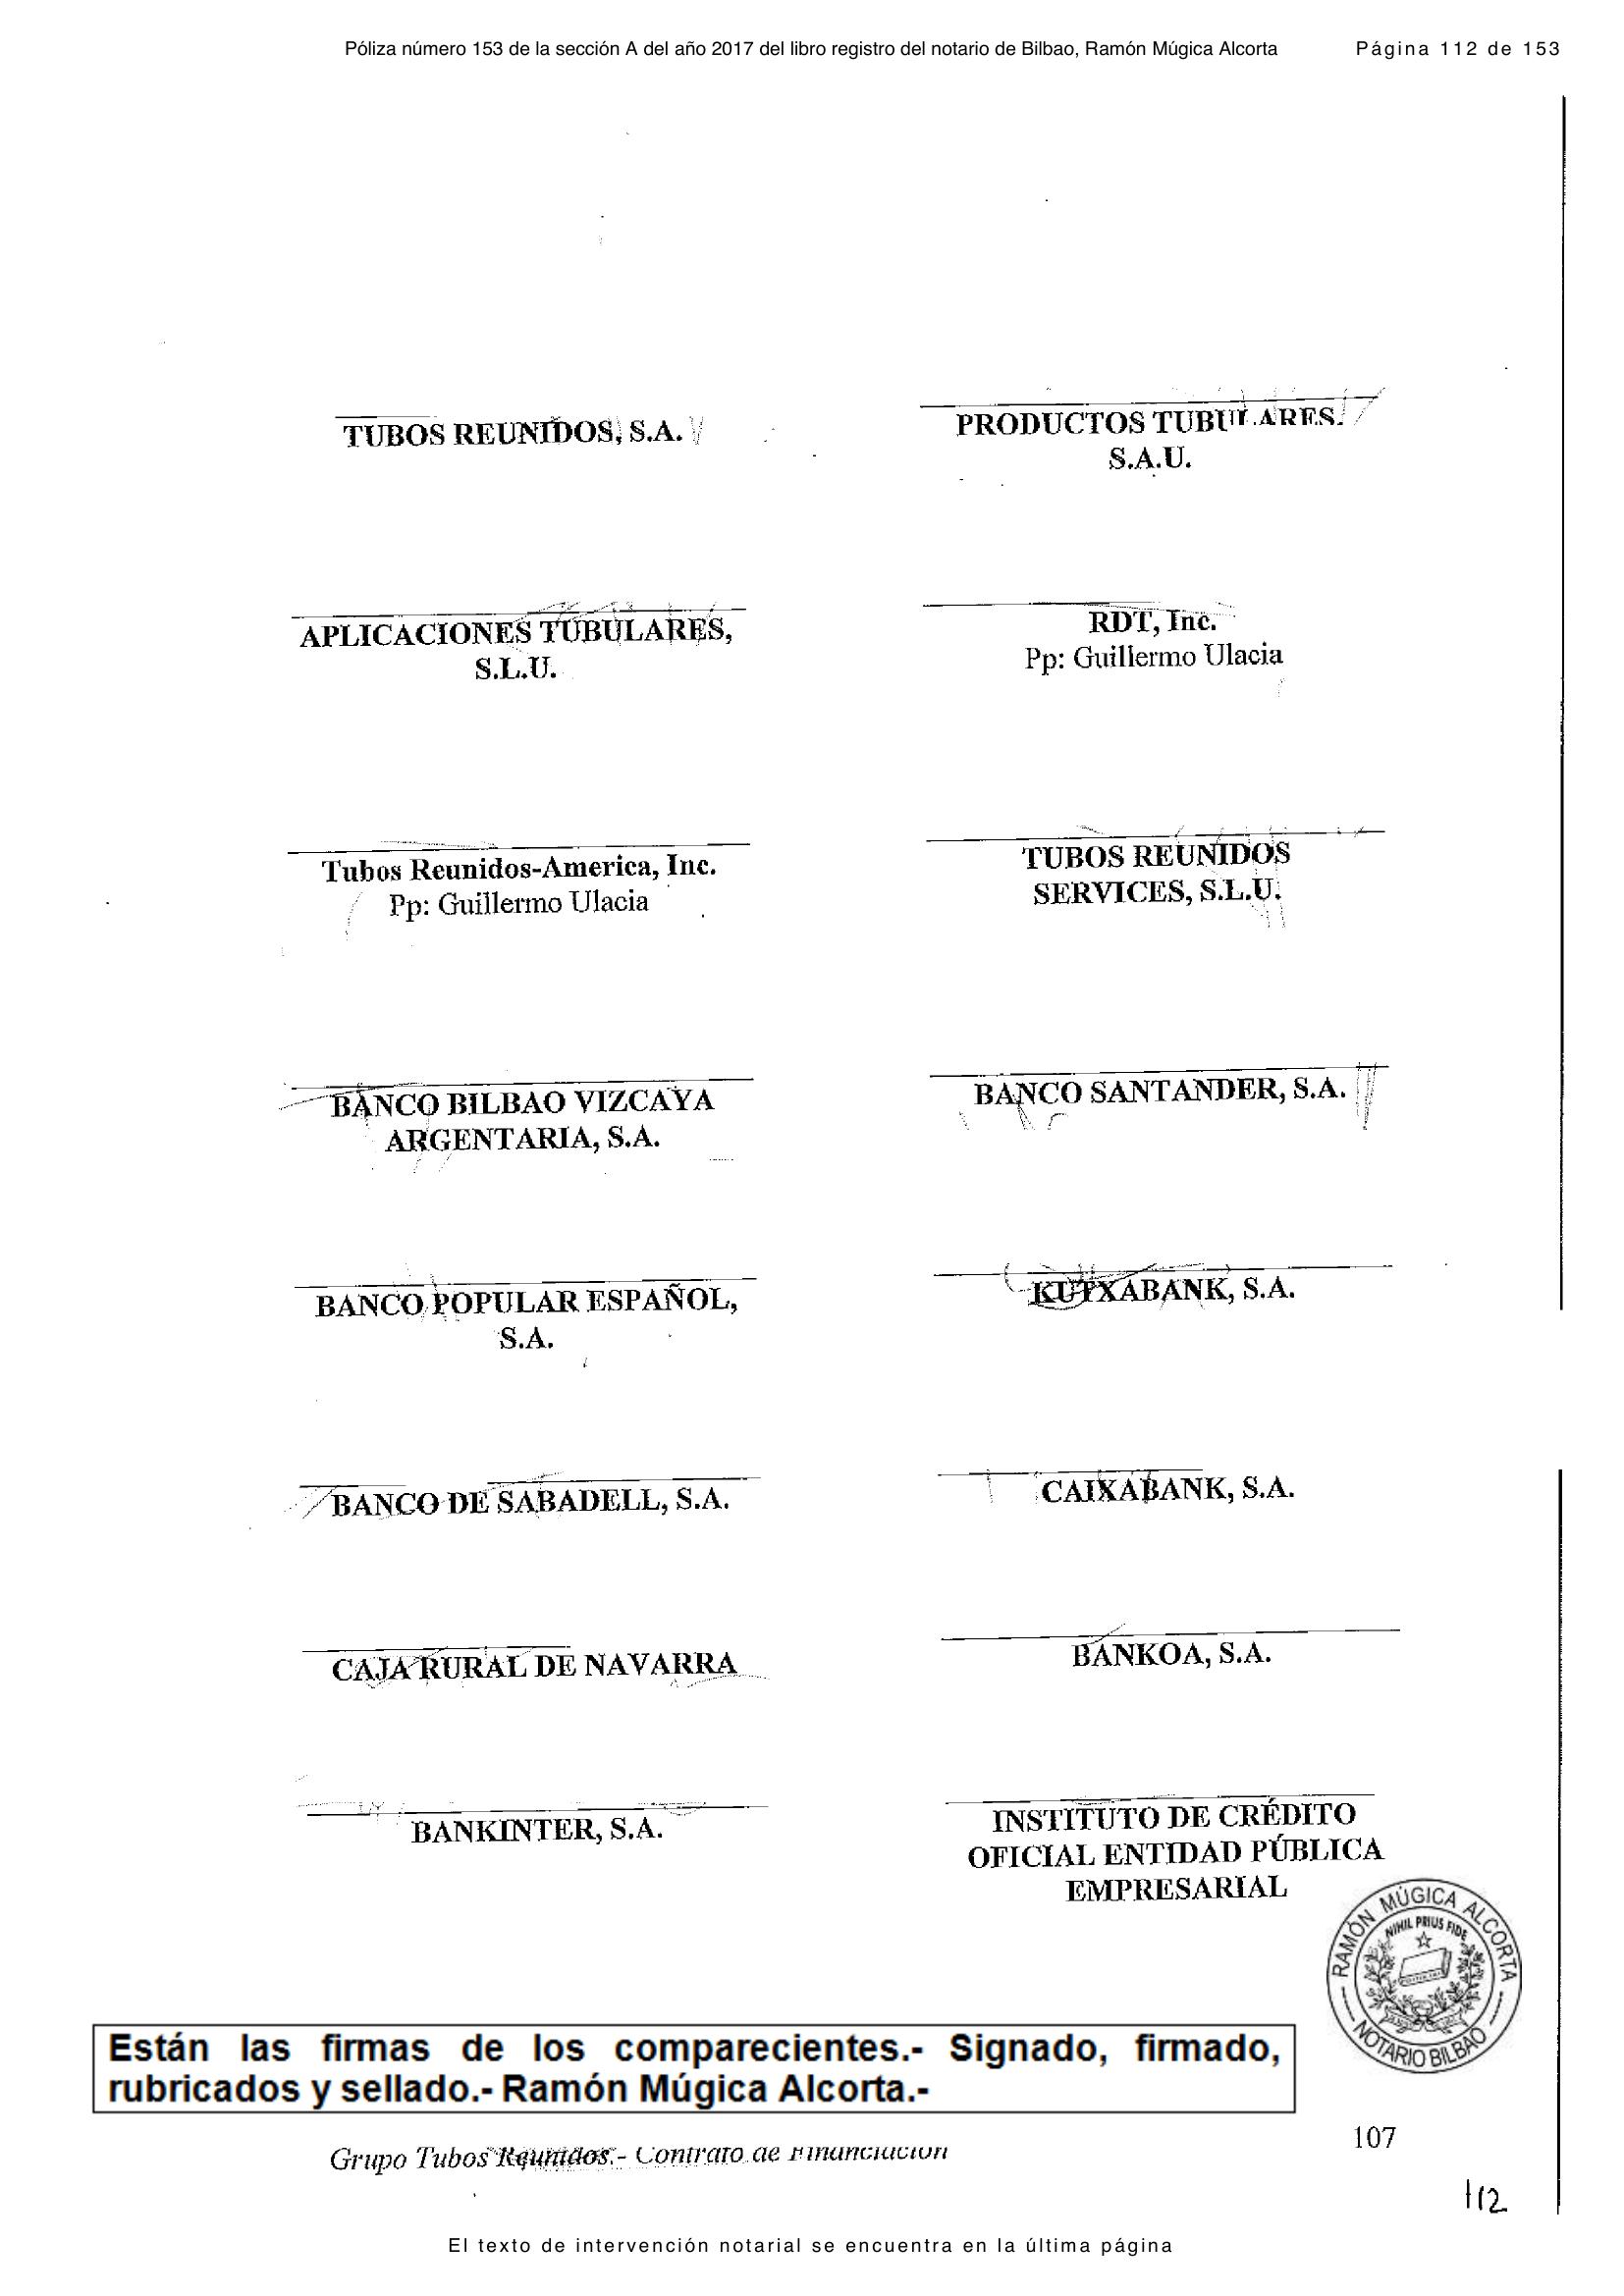 Póliza número 153 de la sección A del año 2017 del libro registro del notario de Bilbao, Ramón Múgica Alcorta Página 112 de 153
TUBOS REUNIDOS, S.A.
PRODUCTOS TUBULARES.
S.A.U.
APLICACIONES TUBULARES,
S.L.U.
RDT, Inc.
Pp: Guillermo Ulacia
Tubos Reunidos-America, Inc.
Pp: Guillermo Ulacia
TUBOS REUNIDOS
SERVICES, S.L.U.
BANCO BILBAO VIZCAYA
ARGENTARIA, S.A.
BANCO SANTANDER, S.A.
BANCO POPULAR ESPAÑOL,
S.A.
KUTXABANK, S.A.
BANCO DE SABADELL, S.A.
CAIXABANK, S.A.
CAJA RURAL DE NAVARRA
BANKOA, S.A.
BANKINTER, S.A.
INSTITUTO DE CRÉDITO
OFICIAL ENTIDAD PÚBLICA
EMPRESARIAL
RAMÓN MÚGICA ALCORTA
NIHIL PRIUS FIDE
NOTARIO BILBAO
Están las firmas de los comparecientes.- Signado, firmado,
rubricados y sellado.- Ramón Múgica Alcorta.-
107
Grupo Tubos Reunidos.- Contrato de Financiación
112
El texto de intervención notarial se encuentra en la última página